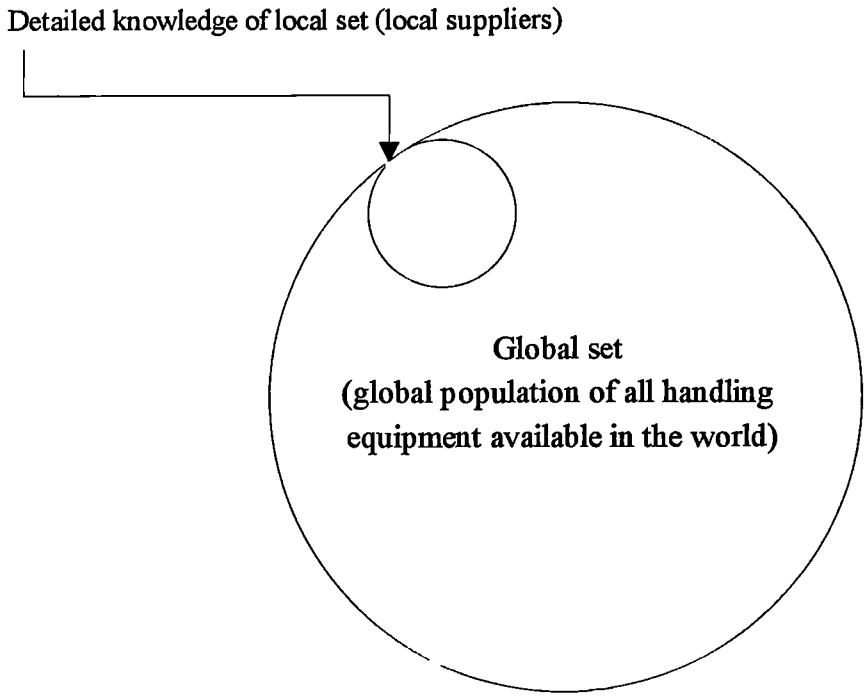 Detailed knowledge of local set (local suppliers)
Global set
(global population of all handling
equipment available in the world)